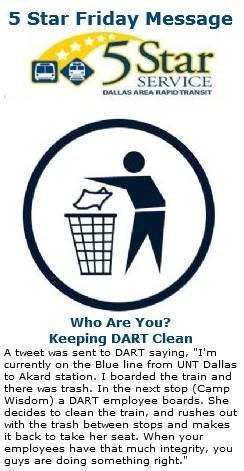 5 Star Friday Message
5 Star
SERVICE
DALLAS AREA RAPID TRANSIT
Who Are You?
Keeping DART Clean
A tweet was sent to DART saying, "I'm
currently on the Blue line from UNT Dallas
to Akard station. I boarded the train and
there was trash. In the next stop (Camp
Wisdom) a DART employee boards. She
decides to clean the train, and rushes out
with the trash between stops and makes
it back to take her seat. When your
employees have that much integrity, you
guys are doing something right."